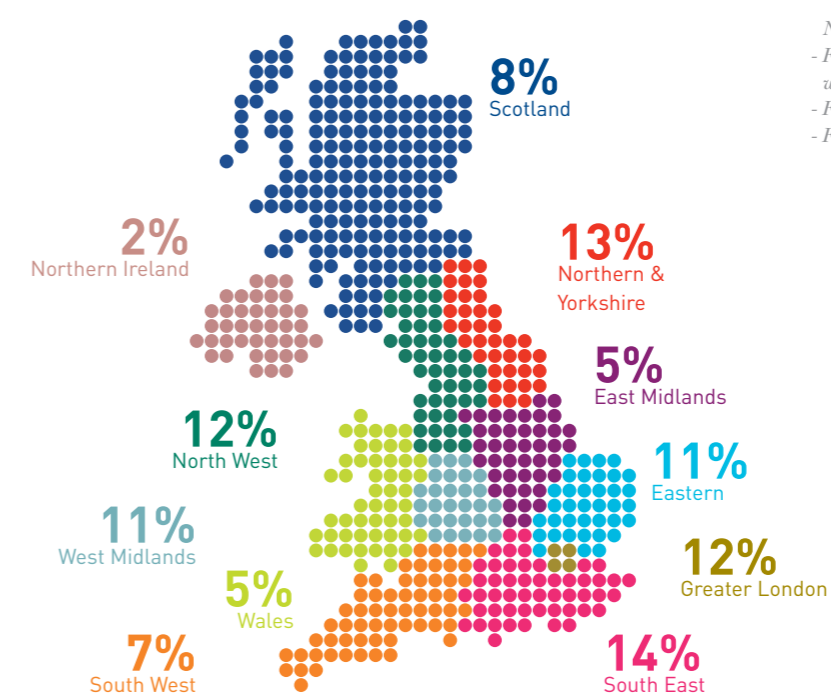 8%
Scotland
2%
Northern Ireland
13%
Northern &
Yorkshire
5%
East Midlands
12%
North West
11%
Eastern
11%
West Midlands
12%
Greater London
5%
Wales
7%
South West
14%
South East